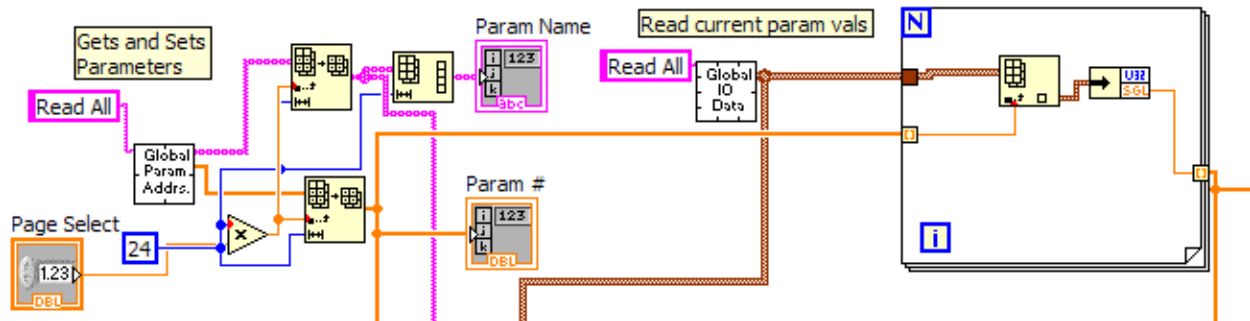 Gets and Sets
Parameters
Read All
Global
Param
Addrs.
Page Select
1.23
DBL
24
x
Param Name
i
j
k
123
abc
Param #
i
j
k
123
DBL
Read current param vals
Read All
Global
IO
Data
N
U32
SGL
i